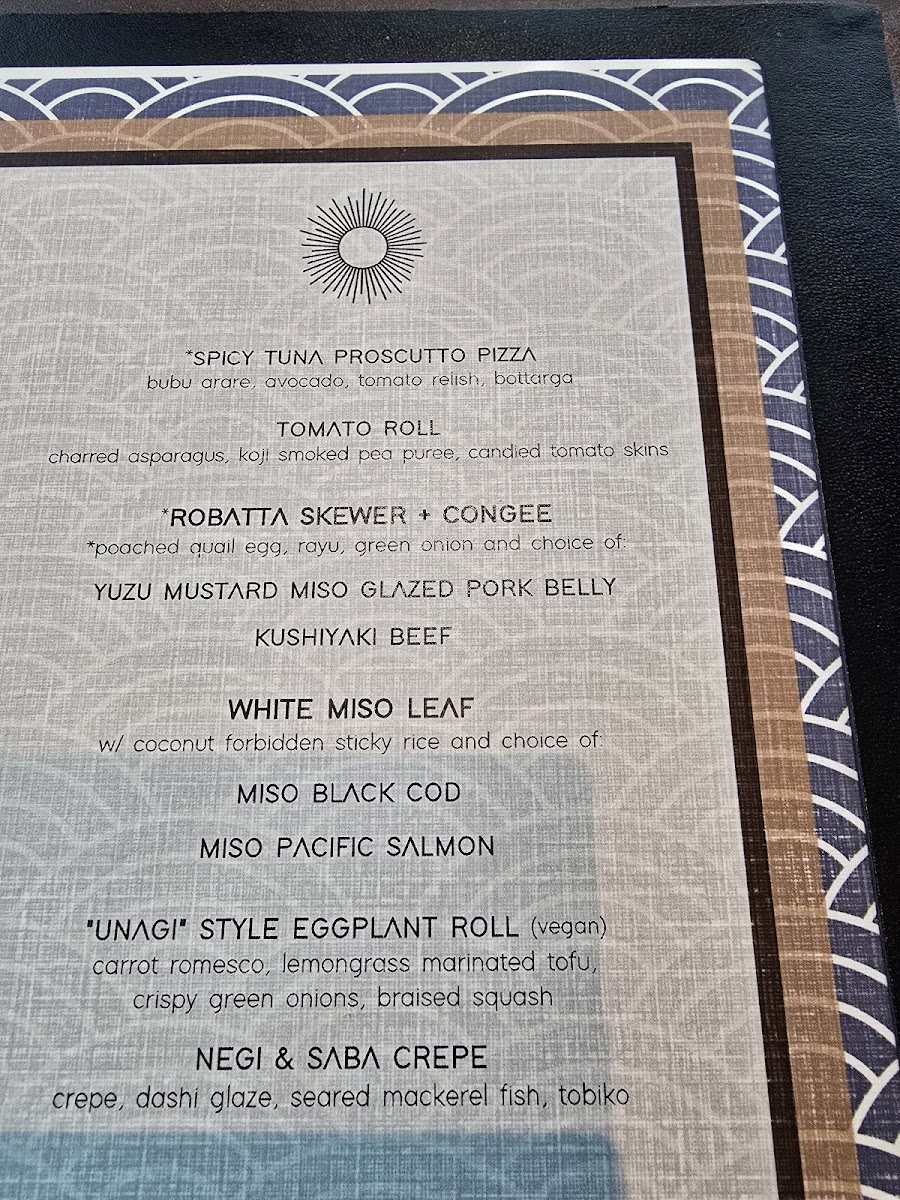 *SPICY TUNA PROSCUTTO PIZZA
bubu arare, avocado, tomato relish, bottarga
TOMATO ROLL
charred asparagus, koji smoked pea puree, candied tomato skins
*ROBATTA SKEWER + CONGEE
*poached quail egg, rayu, green onion and choice of:
YUZU MUSTARD MISO GLAZED PORK BELLY
KUSHIYAKI BEEF
WHITE MISO LEAF
w/ coconut forbidden sticky rice and choice of:
MISO BLACK COD
MISO PACIFIC SALMON
"UNAGI" STYLE EGGPLANT ROLL (vegan)
carrot romesco, lemongrass marinated tofu,
crispy green onions, braised squash
NEGI & SABA CREPE
crepe, dashi glaze, seared mackerel fish, tobiko